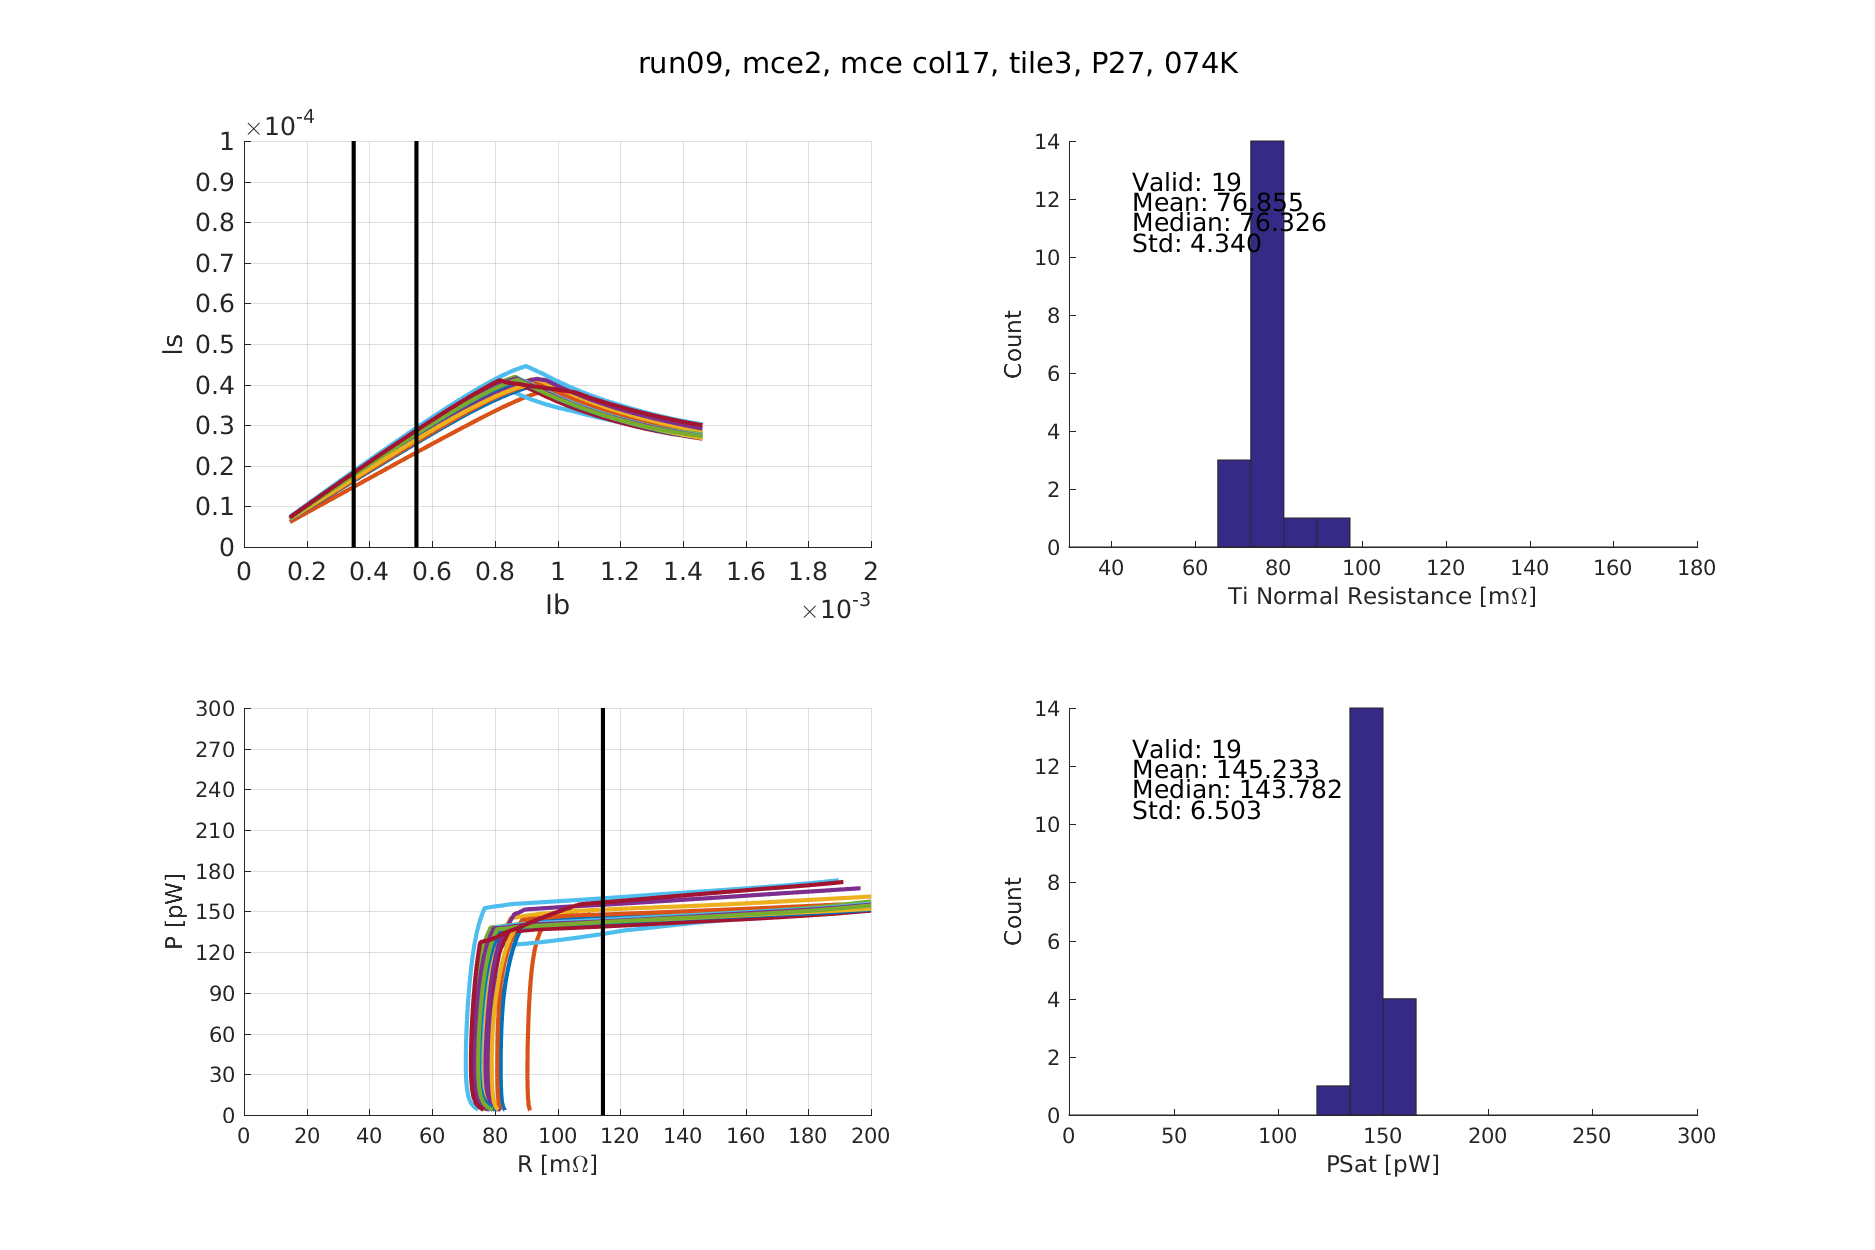 run09, mce2, mce col17, tile3, P27, 074K
×10^-4
1
0.9
0.8
0.7
0.6
0.5
0.4
0.3
0.2
0.1
0
Is
0 0.2 0.4 0.6 0.8 1 1.2 1.4 1.6 1.8 2
Ib
×10^-3
14
12
10
8
6
4
2
0
Count
Valid: 19
Mean: 76.855
Median: 76.326
Std: 4.340
40 60 80 100 120 140 160 180
Ti Normal Resistance [mΩ]
300
270
240
210
180
150
120
90
60
30
0
P [pW]
0 20 40 60 80 100 120 140 160 180 200
R [mΩ]
14
12
10
8
6
4
2
0
Count
Valid: 19
Mean: 145.233
Median: 143.782
Std: 6.503
0 50 100 150 200 250 300
PSat [pW]